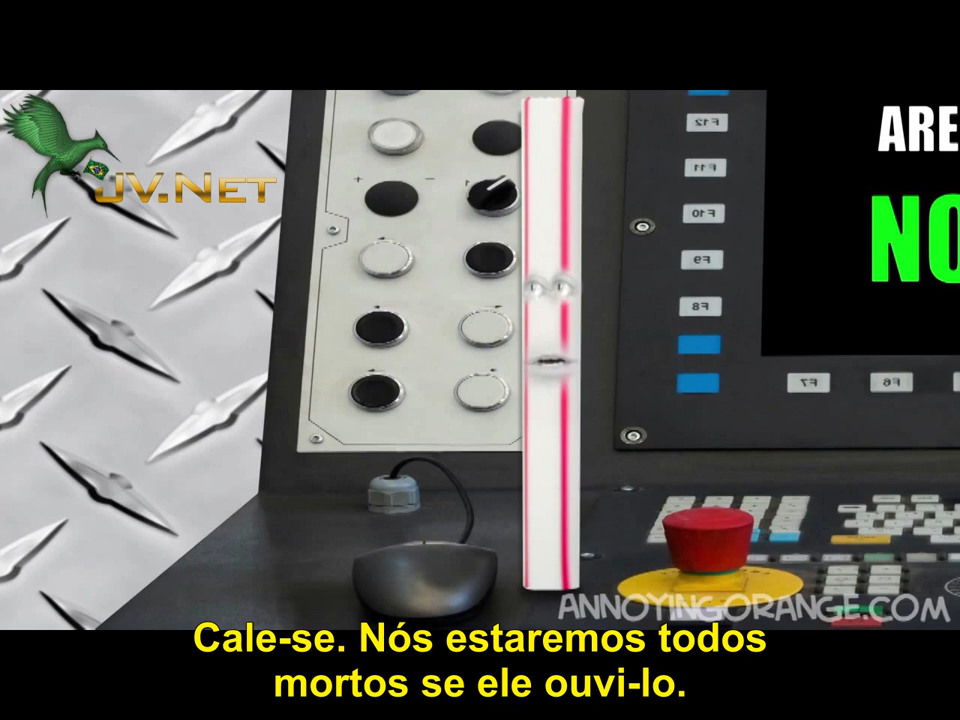 JV.NET
ARE
NO
F12
F11
F10
F9
F8
F7
F6
ANNOYINGORANGE.COM
Cale-se. Nós estaremos todos
mortos se ele ouvi-lo.